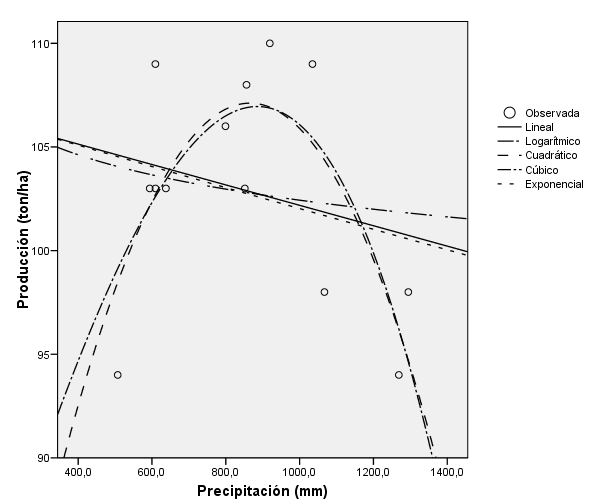 110
105
100
95
90
Producción (ton/ha)
400,0
600,0
800,0
1000,0
1200,0
1400,0
Precipitación (mm)
Observada
Lineal
Logarítmico
Cuadrático
Cúbico
Exponencial